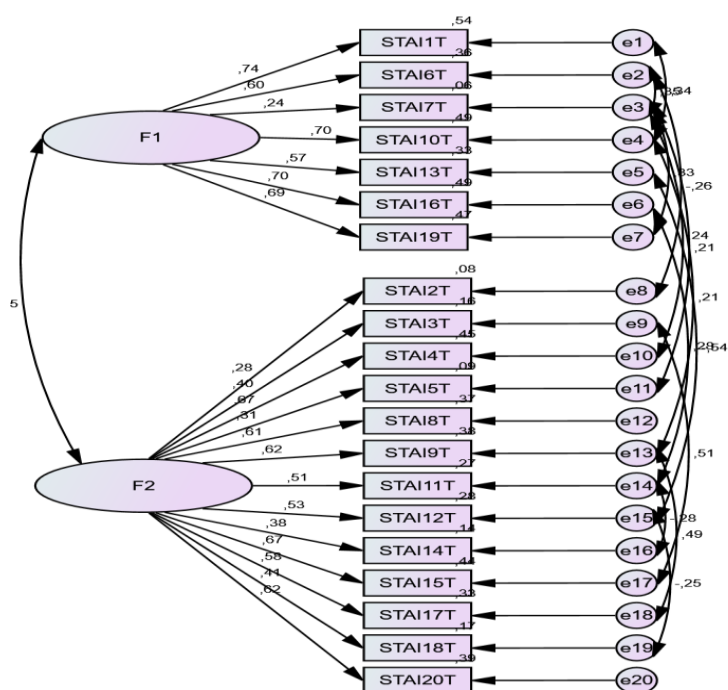 ,54
STAI1T e1
,36
,74 STAI6T e2
,60 ,06
,24 STAI7T e3
,49
F1 ,70 STAI10T e4
,33
,57 STAI13T e5
,49
,70 STAI16T e6
,69 ,47
STAI19T e7
-,26
,24
,21
,08
STAI2T e8
,21
,16
5 STAI3T e9
,45
STAI4T e10
,09
,28 STAI5T e11
,40 ,37
,67 STAI8T e12
,31 ,38
,61 STAI9T e13 ,51
,62 ,27
F2 ,51 STAI11T e14
,28
,53 STAI12T e15 -,28
,38 ,14 ,49
STAI14T e16
,67 ,44
,58 STAI15T e17 -,25
,41 ,33
,62 STAI17T e18
,17
STAI18T e19
,39
STAI20T e20